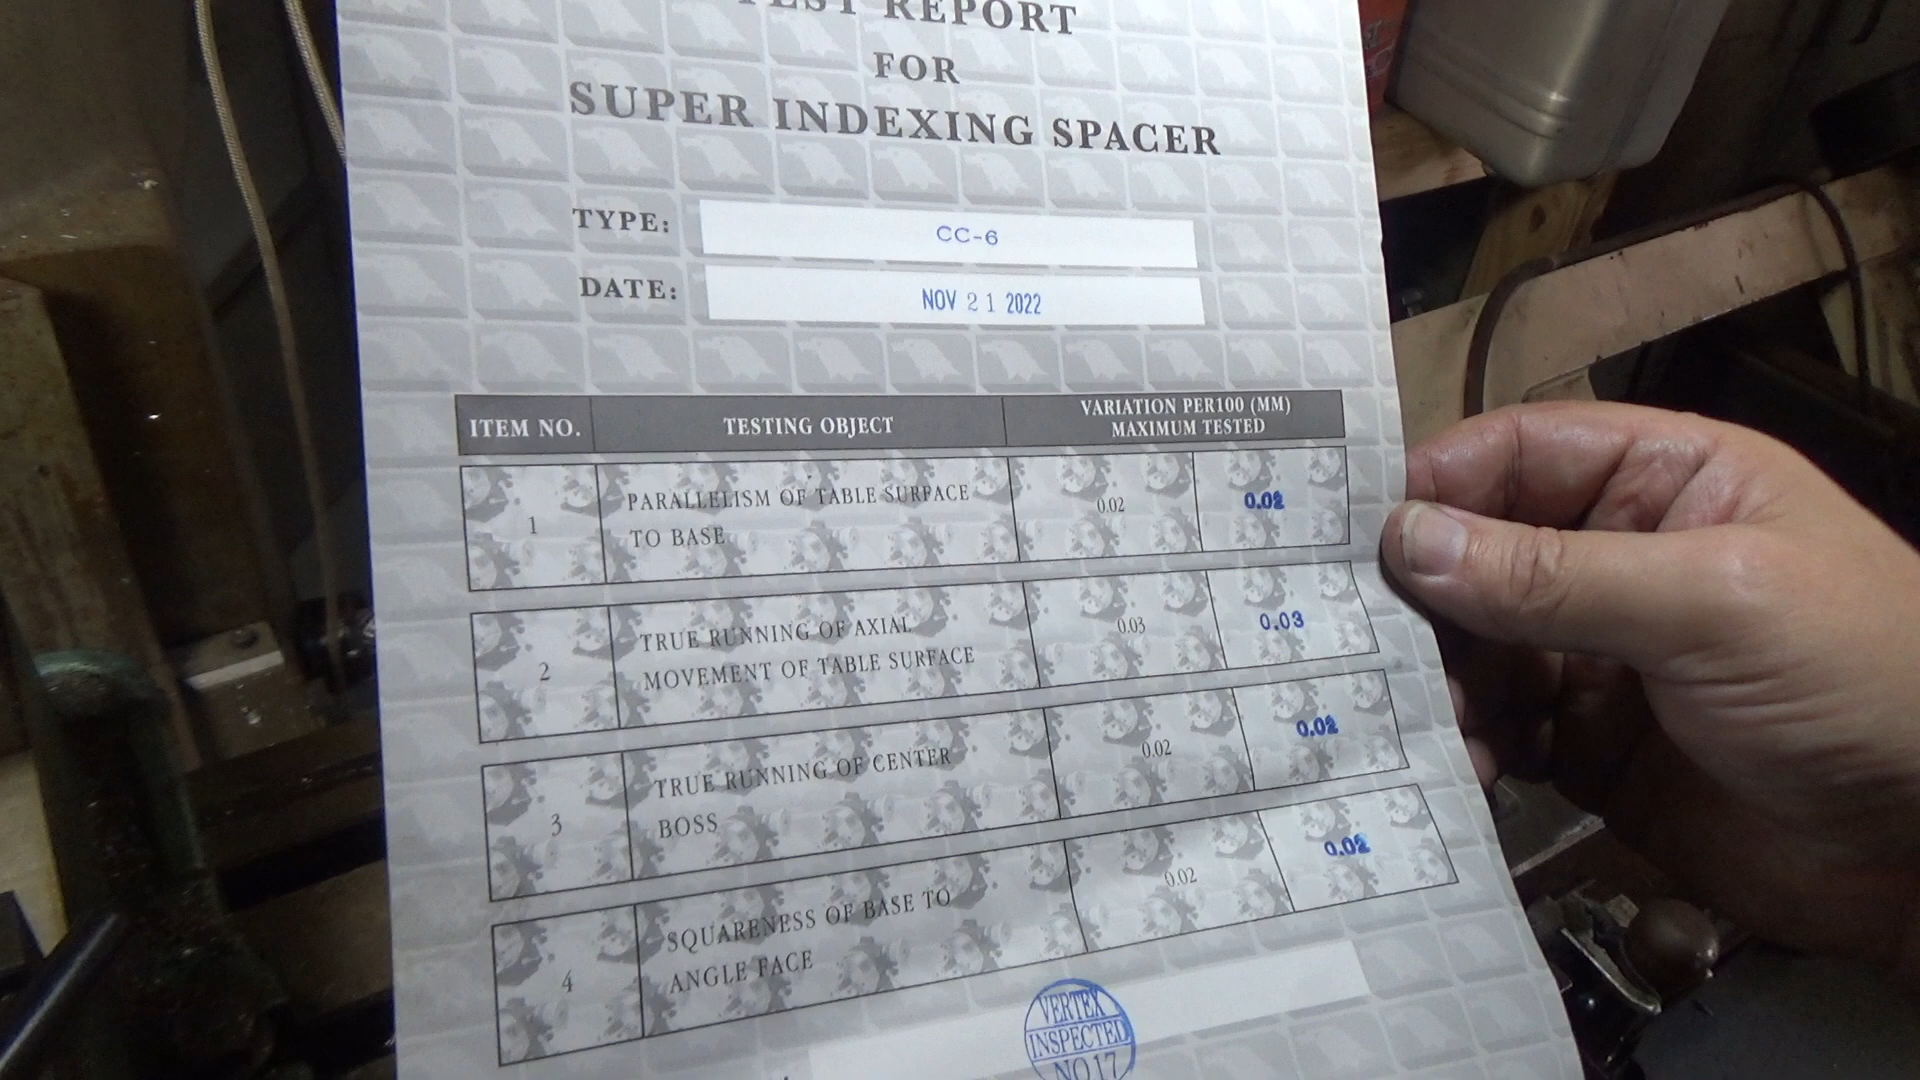 TEST REPORT
FOR
SUPER INDEXING SPACER
TYPE: CC-6
DATE: NOV 21 2022
ITEM NO. TESTING OBJECT VARIATION PER100 (MM)
MAXIMUM TESTED
1 PARALLELISM OF TABLE SURFACE TO BASE 0.02 0.02
2 TRUE RUNNING OF AXIAL MOVEMENT OF TABLE SURFACE 0.03 0.03
3 TRUE RUNNING OF CENTER BOSS 0.02 0.02
4 SQUARENESS OF BASE TO ANGLE FACE 0.02 0.02
VERTEX
INSPECTED
NO17